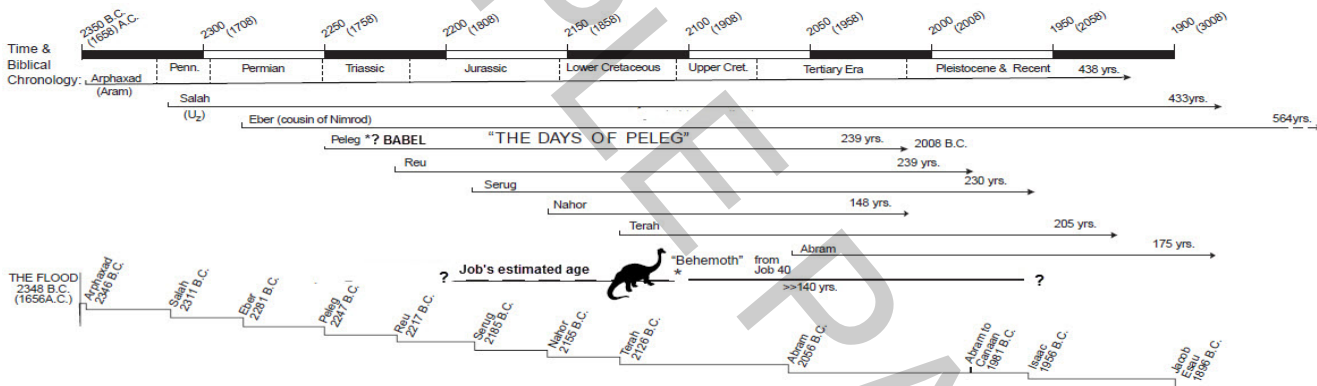 2350 B.C.
(1658) A.C.
2300 (1708)
2250 (1758)
2200 (1808)
2150 (1858)
2100 (1908)
2050 (1958)
2000 (2008)
1950 (2058)
1900 (3008)
Time &
Biblical
Chronology:
Penn. Permian Triassic Jurassic Lower Cretaceous Upper Cret. Tertiary Era Pleistocene & Recent
Arphaxad 438 yrs.
(Aram)
Salah 433yrs.
(Uz)
Eber (cousin of Nimrod) 564yrs.
Peleg *? BABEL "THE DAYS OF PELEG" 239 yrs. 2008 B.C.
Reu 239 yrs.
Serug 230 yrs.
Nahor 148 yrs.
Terah 205 yrs.
Abram 175 yrs.
? Job's estimated age * "Behemoth" from
Job 40
>>140 yrs. ?
THE FLOOD
2348 B.C.
(1656A.C.)
Arphaxad
2346 B.C.
Salah
2311 B.C.
Eber
2281 B.C.
Peleg
2247 B.C.
Reu
2217 B.C.
Serug
2185 B.C.
Nahor
2155 B.C.
Terah
2126 B.C.
Abram
2056 B.C.
Abram to
Canaan
1981 B.C.
Isaac
1956 B.C.
Jacob
Esau
1896 B.C.